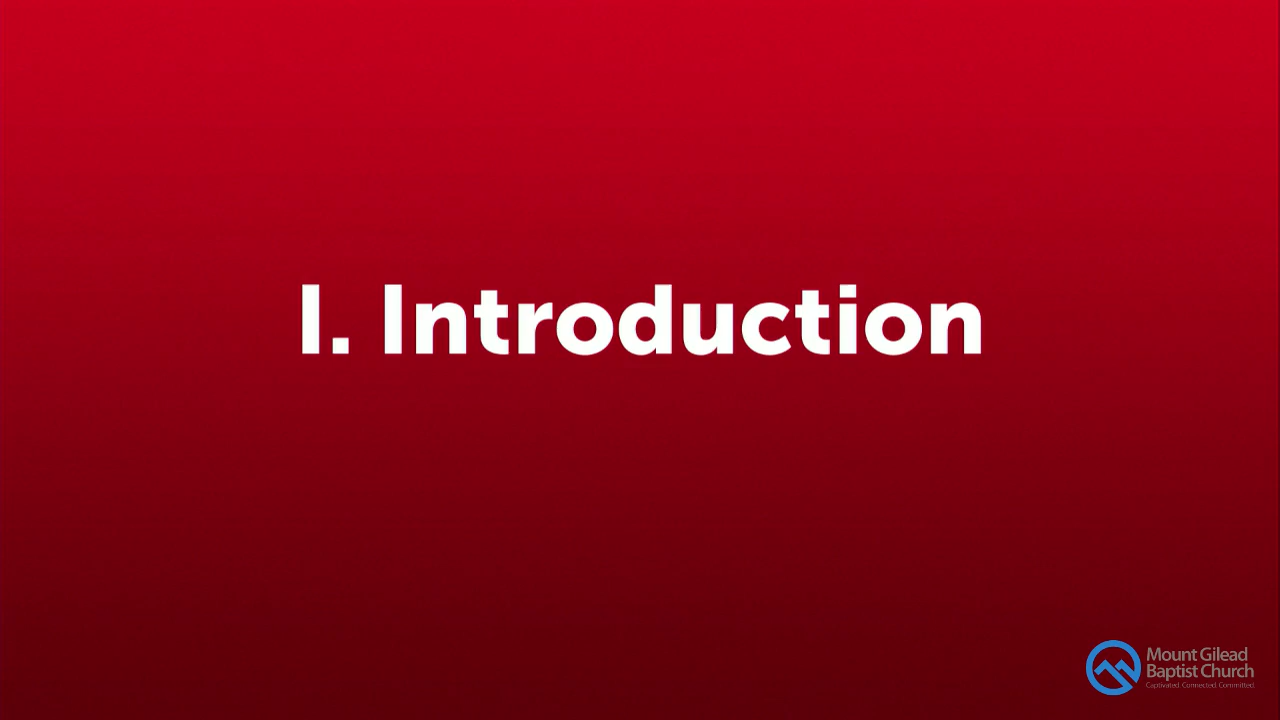 I. Introduction
Mount Gilead
Baptist Church
Captivated. Connected. Committed.